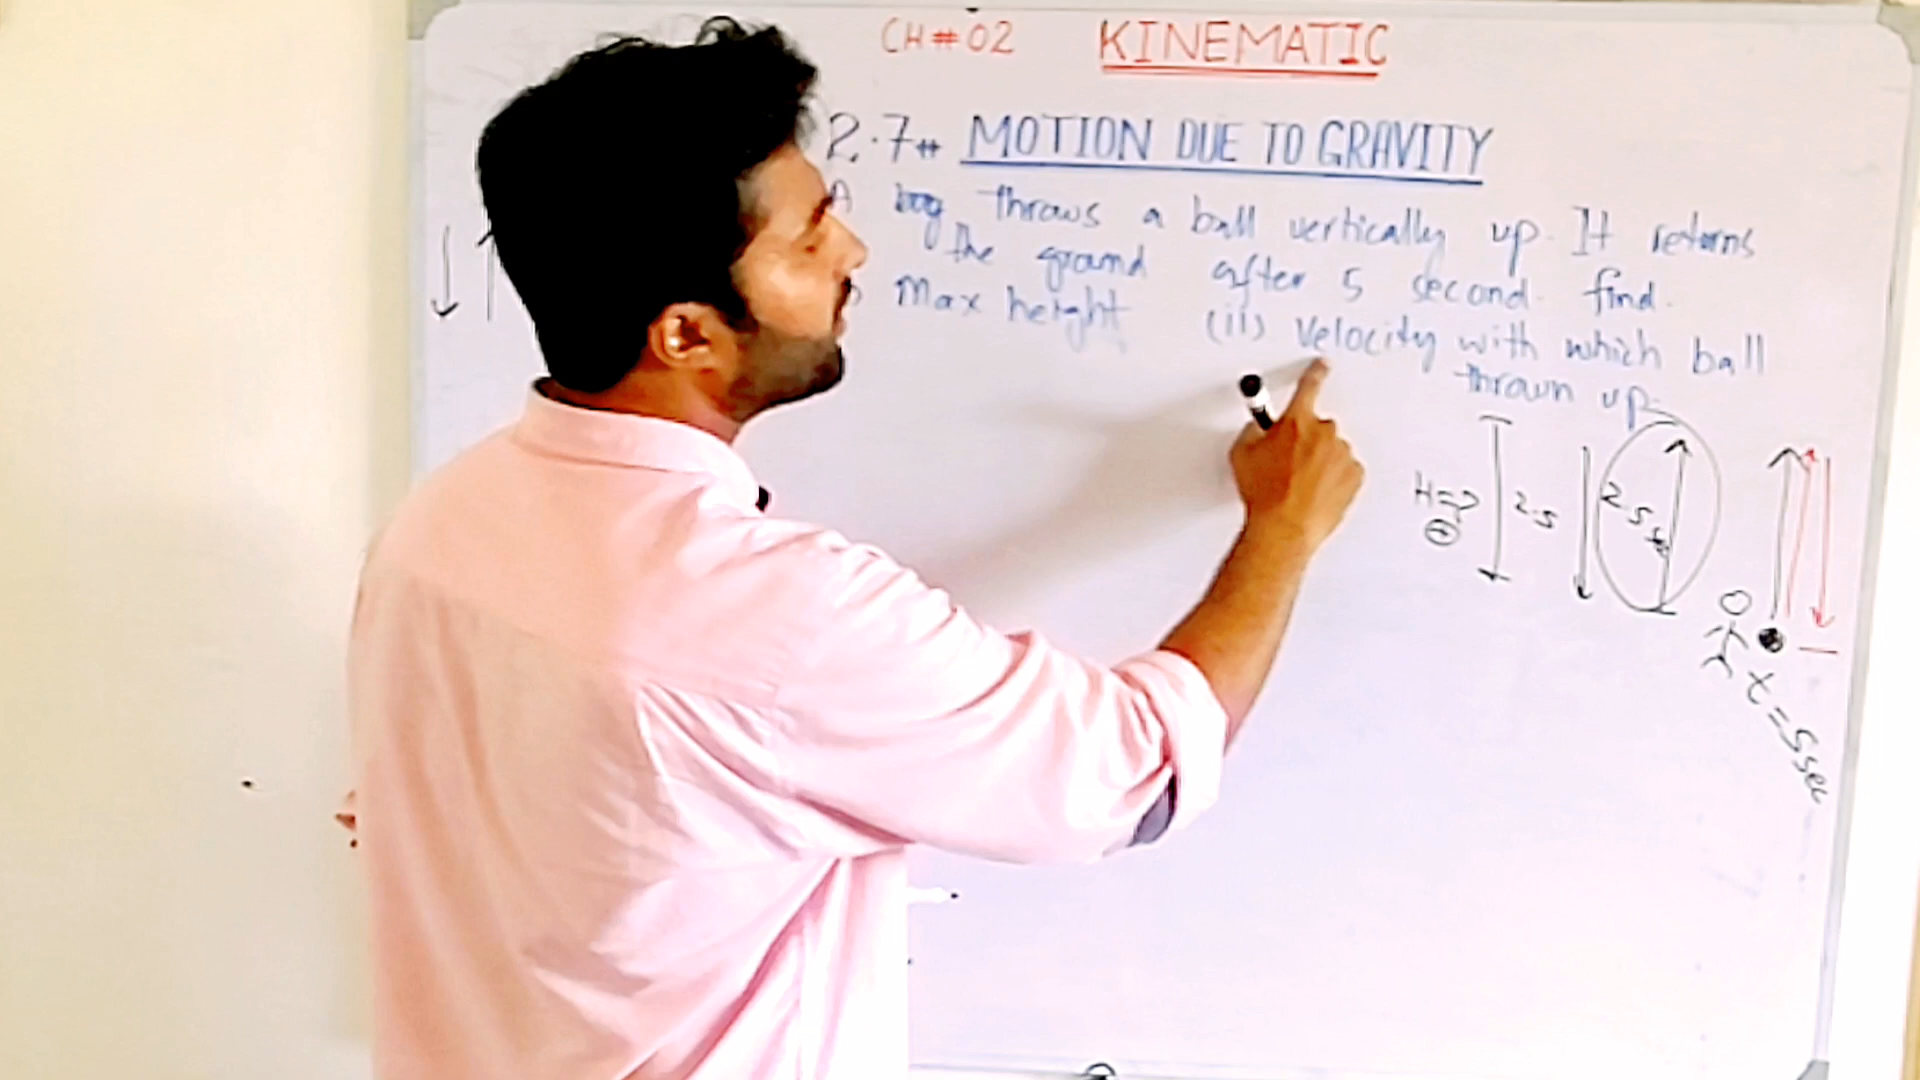 CH # 02 KINEMATIC
2.7# MOTION DUE TO GRAVITY
A boy throws a ball vertically up. It returns
the ground after 5 second. find.
Max height (ii) velocity with which ball
thrown up.
H=?
2.5
2.5
t = 5sec